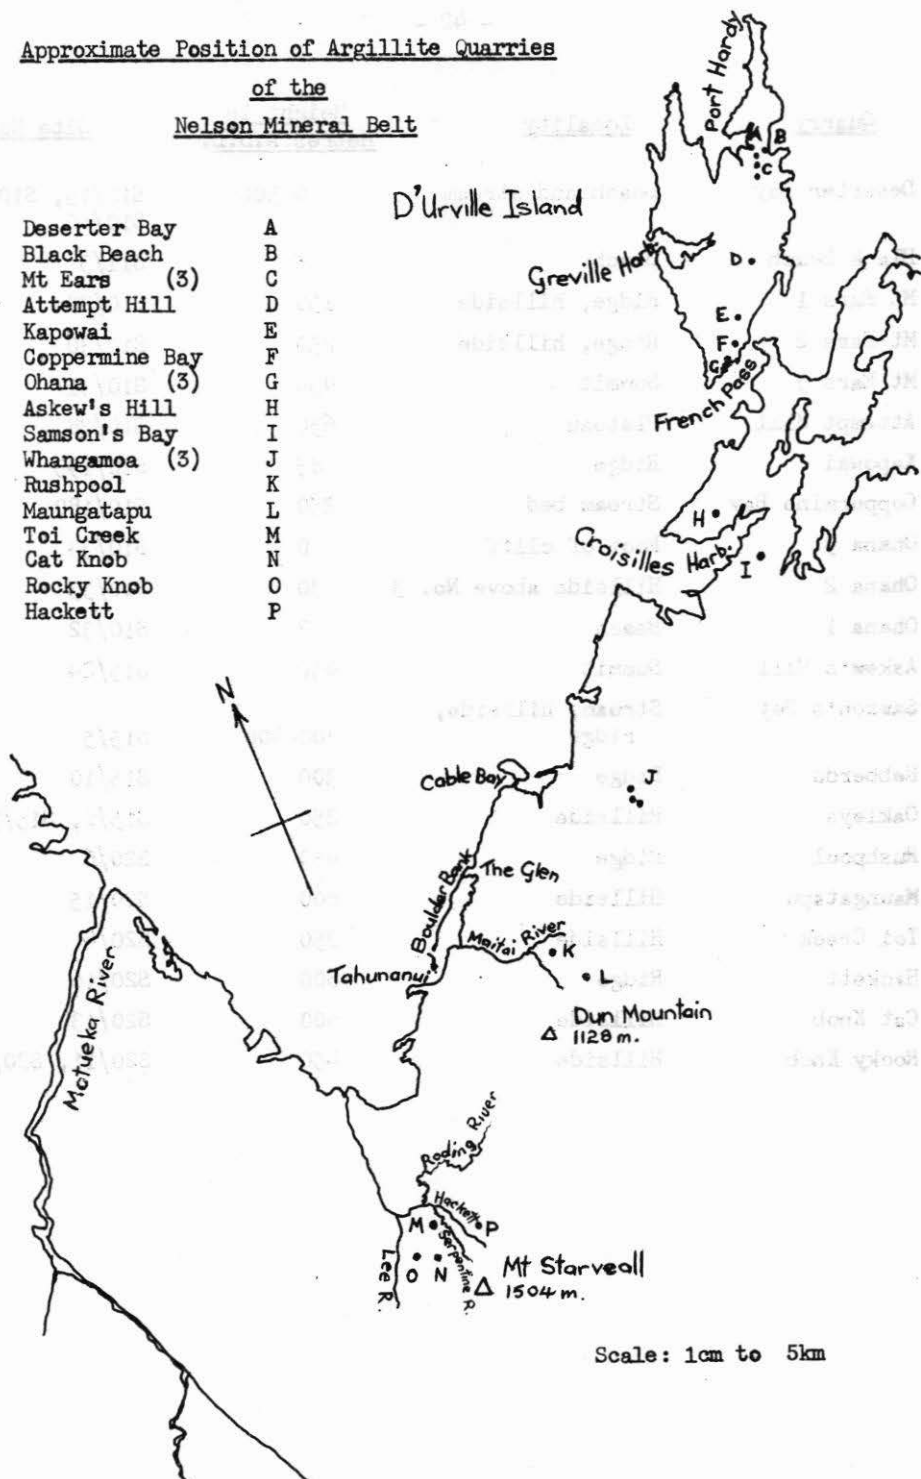 Approximate Position of Argillite Quarries
of the
Nelson Mineral Belt
Deserter Bay A
Black Beach B
Mt Ears (3) C
Attempt Hill D
Kapowai E
Coppermine Bay F
Ohana (3) G
Askew's Hill H
Samson's Bay I
Whangamoa (3) J
Rushpool K
Maungatapu L
Toi Creek M
Cat Knob N
Rocky Knob O
Hackett P
Port Hardy
A
B
C
D'Urville Island
Greville Harb.
D
E
F
G
French Pass
H
Croisilles Harb.
I
N
Cable Bay
J
The Glen
Boulder Bank
Maitai River
K
Tahunanui
L
Dun Mountain
1128 m.
Motueka River
Roding River
Hackett
M
P
Serpentine R.
Lee R.
O
N
Mt Starveall
1504 m.
Scale: 1cm to 5km